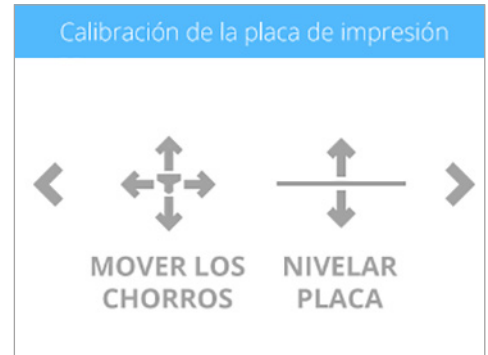 Calibración de la placa de impresión
MOVER LOS
CHORROS
NIVELAR
PLACA